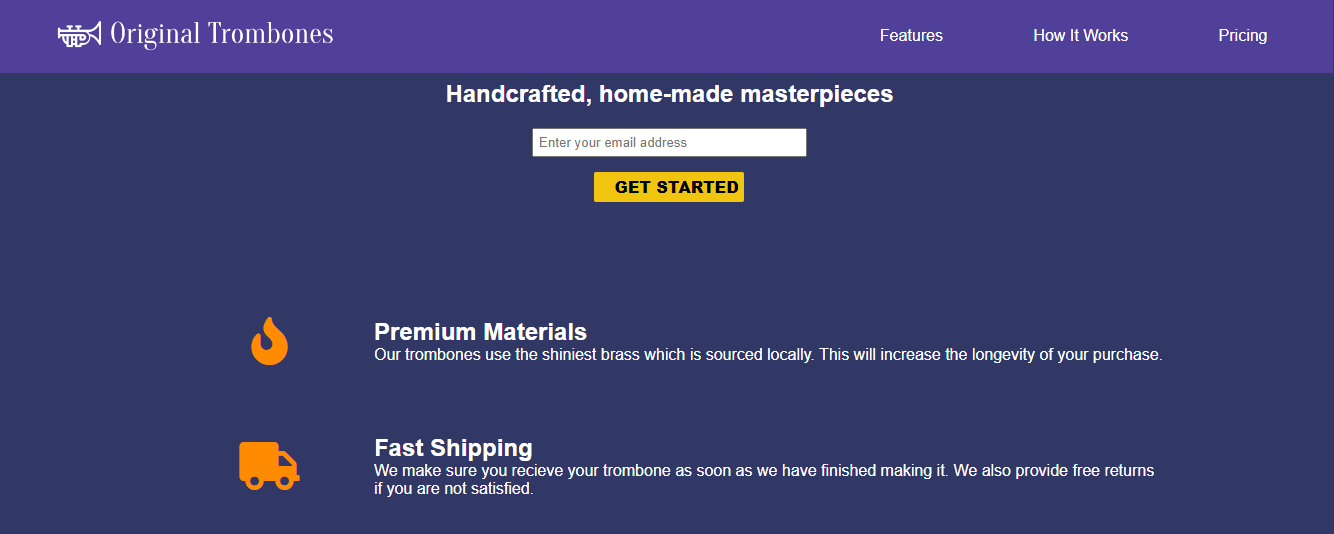 Original Trombones
Features
How It Works
Pricing
Handcrafted, home-made masterpieces
Enter your email address
GET STARTED
Premium Materials
Our trombones use the shiniest brass which is sourced locally. This will increase the longevity of your purchase.
Fast Shipping
We make sure you recieve your trombone as soon as we have finished making it. We also provide free returns
if you are not satisfied.